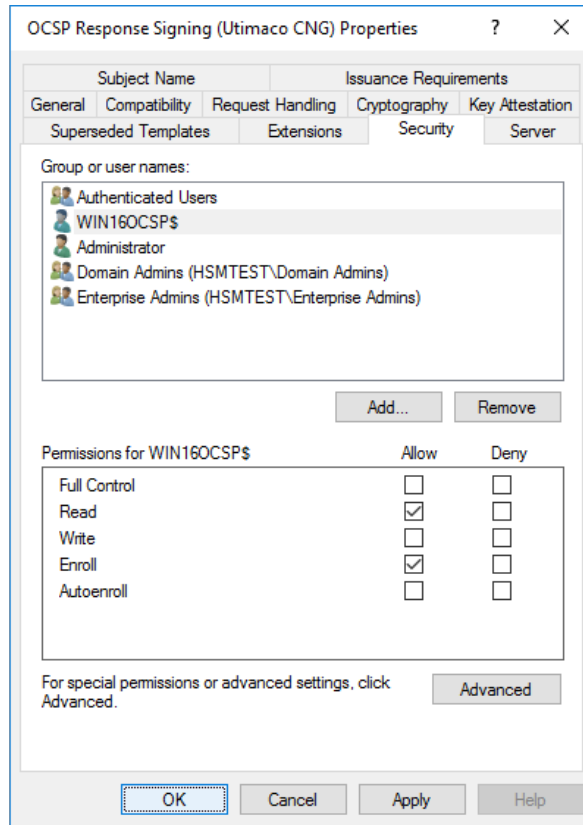 OCSP Response Signing (Utimaco CNG) Properties ?
Subject Name Issuance Requirements
General Compatibility Request Handling Cryptography Key Attestation
Superseded Templates Extensions Security Server
Group or user names:
Authenticated Users
WIN16OCSP$
Administrator
Domain Admins (HSMTEST\Domain Admins)
Enterprise Admins (HSMTEST\Enterprise Admins)
Add... Remove
Permissions for WIN16OCSP$ Allow Deny
Full Control
Read
Write
Enroll
Autoenroll
For special permissions or advanced settings, click
Advanced.
Advanced
OK Cancel Apply Help